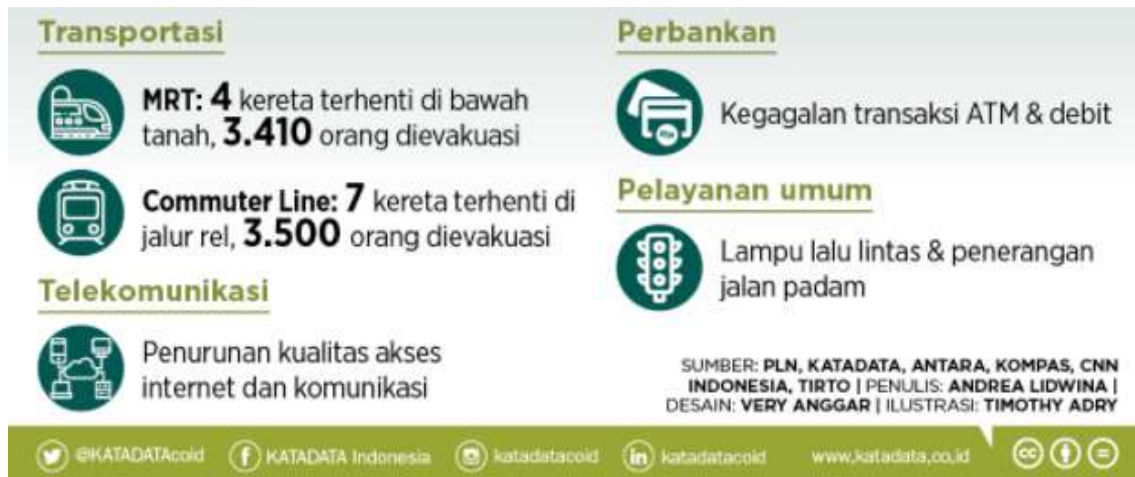 Transportasi
MRT: 4 kereta terhenti di bawah
tanah, 3.410 orang dievakuasi
Commuter Line: 7 kereta terhenti di
jalur rel, 3.500 orang dievakuasi
Telekomunikasi
Penurunan kualitas akses
internet dan komunikasi
Perbankan
Kegagalan transaksi ATM & debit
Pelayanan umum
Lampu lalu lintas & penerangan
jalan padam
SUMBER: PLN, KATADATA, ANTARA, KOMPAS, CNN
INDONESIA, TIRTO | PENULIS: ANDREA LIDWINA |
DESAIN: VERY ANGGAR | ILUSTRASI: TIMOTHY ADRY
@KATADATAcoid KATADATA Indonesia katadatacoid in katadatacoid www.katadata.co.id cc